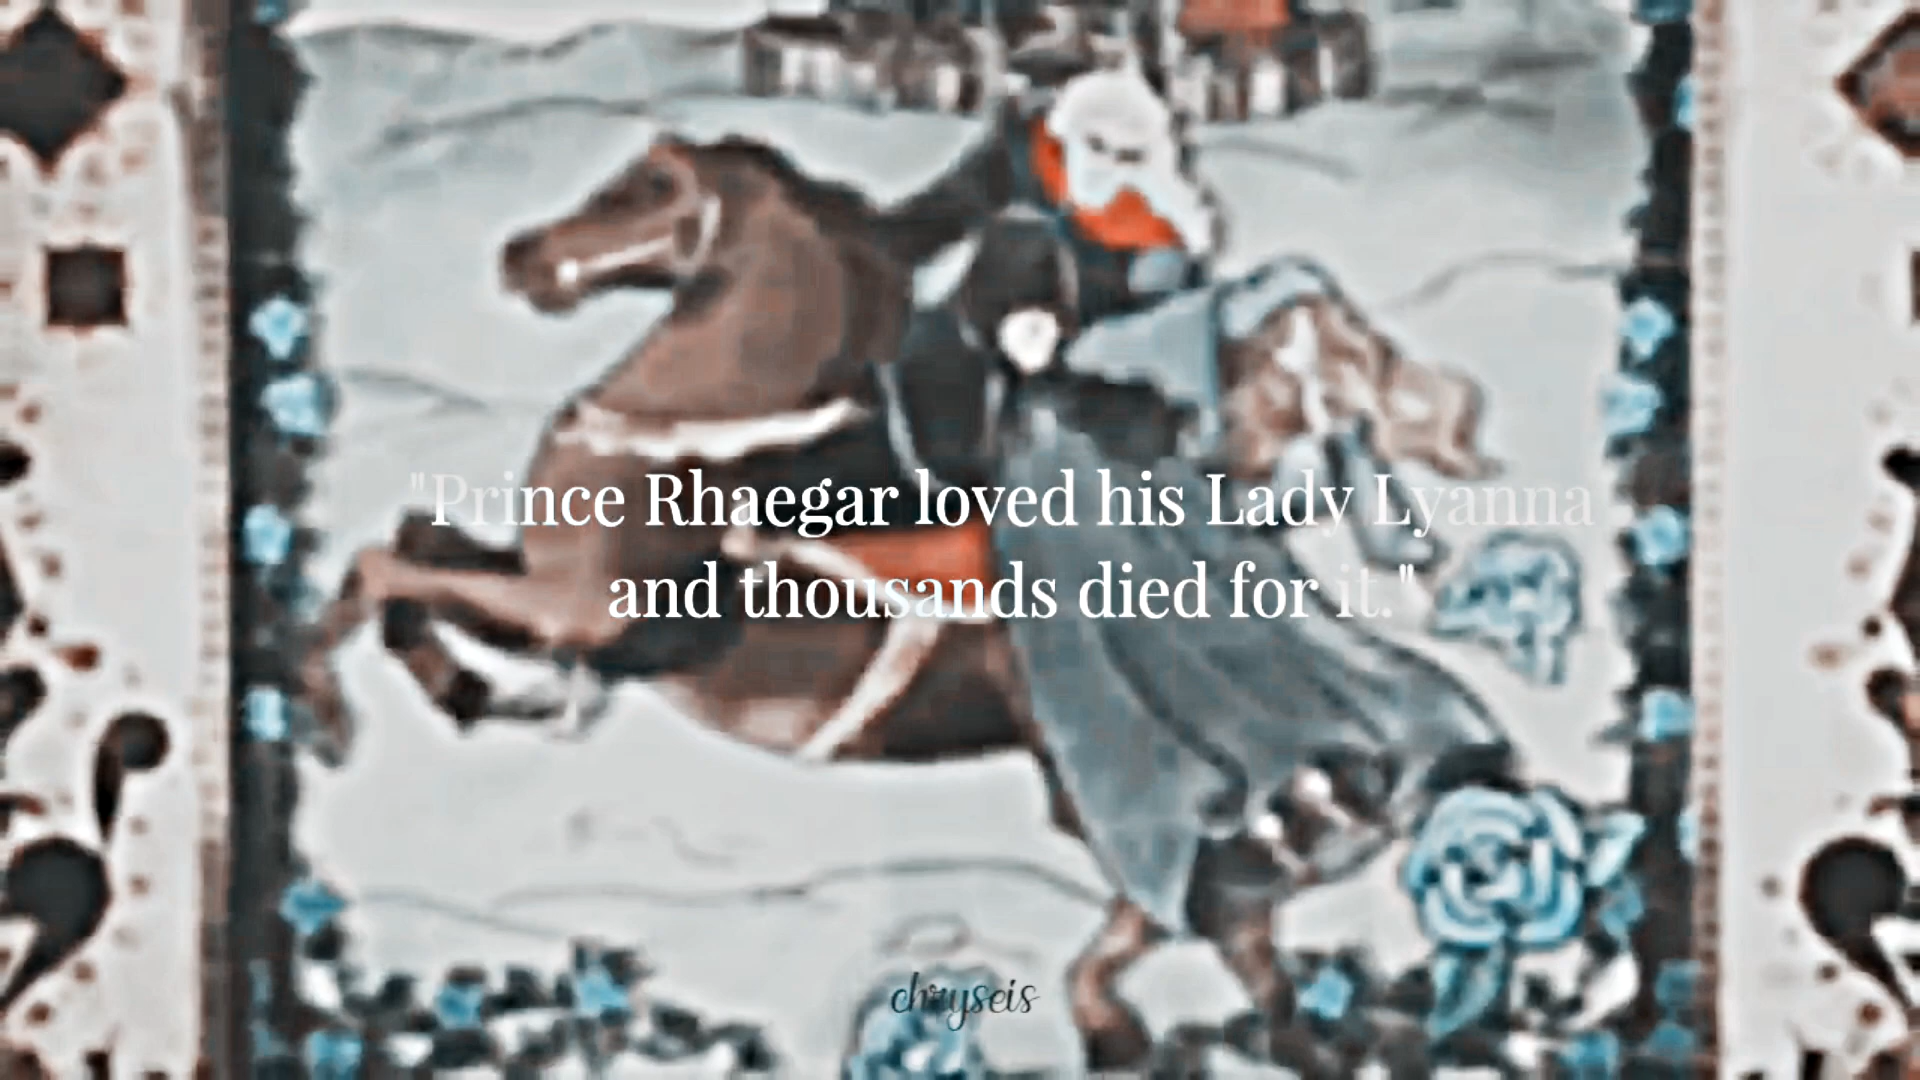 "Prince Rhaegar loved his Lady Lyanna
and thousands died for it."
chryseis